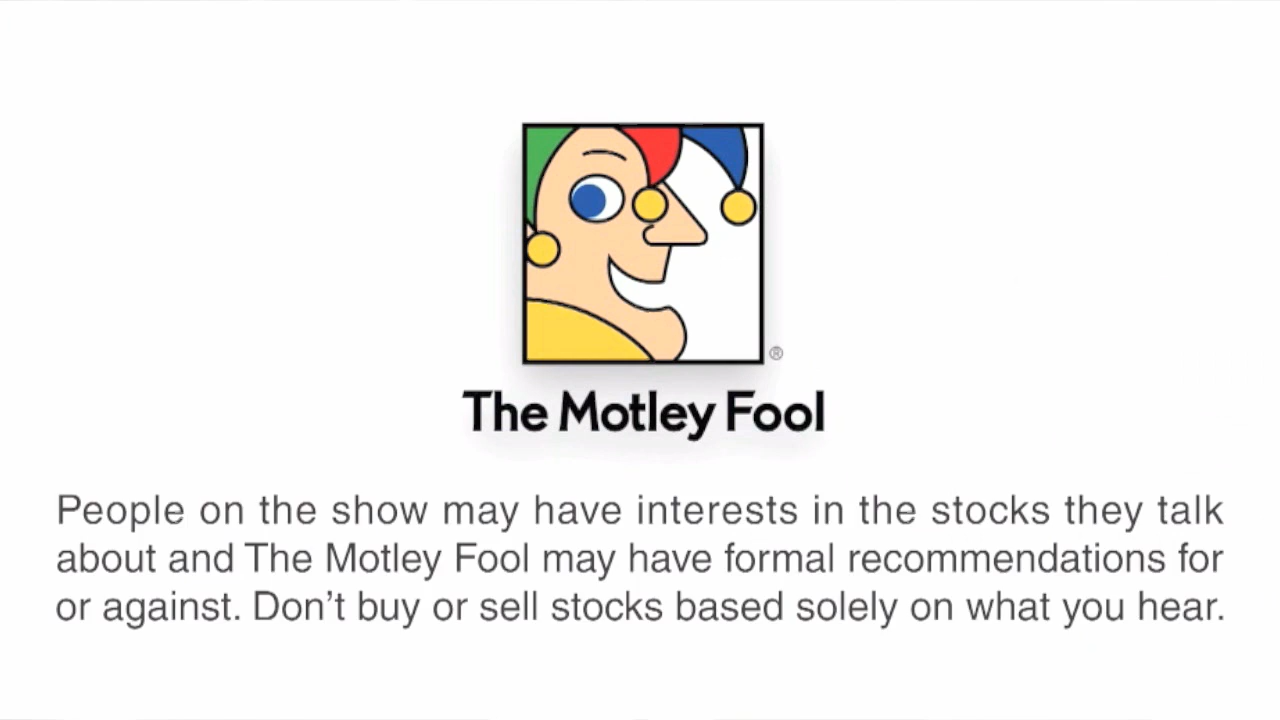 ®
The Motley Fool
People on the show may have interests in the stocks they talk
about and The Motley Fool may have formal recommendations for
or against. Don’t buy or sell stocks based solely on what you hear.